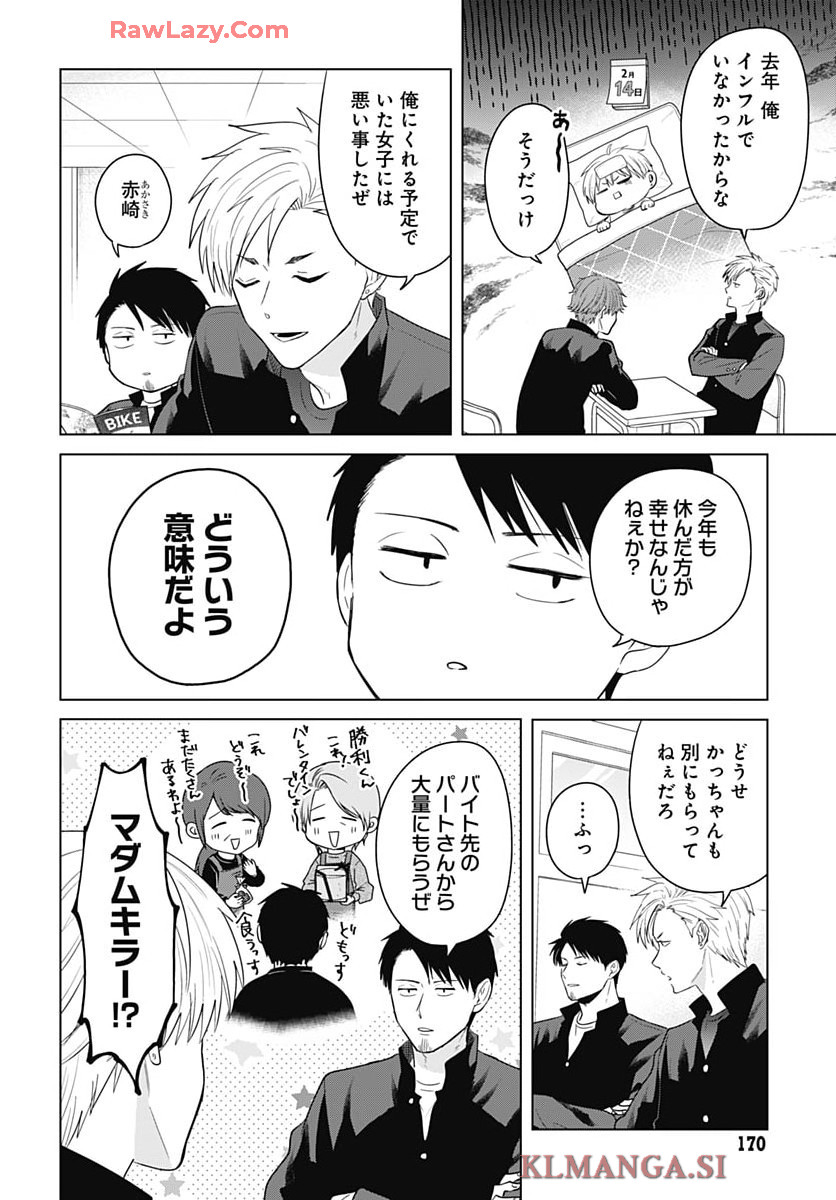 RawLazy.Com
去年 俺
インフルで
いなかったからな
2月
14日
あ〜
そうだっけ
俺にくれる予定で
いた女子には
悪い事したぜ
赤崎
あかさき
BIKE
今年も
休んだ方が
幸せなんじゃ
ねぇか?
どういう
意味だよ
どうせ
かっちゃんも
別にもらって
ねぇだろ
…ふっ
バイト先の
パートさんから
大量にもらうぜ
勝利くん
これ!
バレンタイン
でしょ
これ
どうぞ~
まだたくさん
あるわよ
どもっす
食うっす
マダムキラー!?
170
KLMANGA.SI